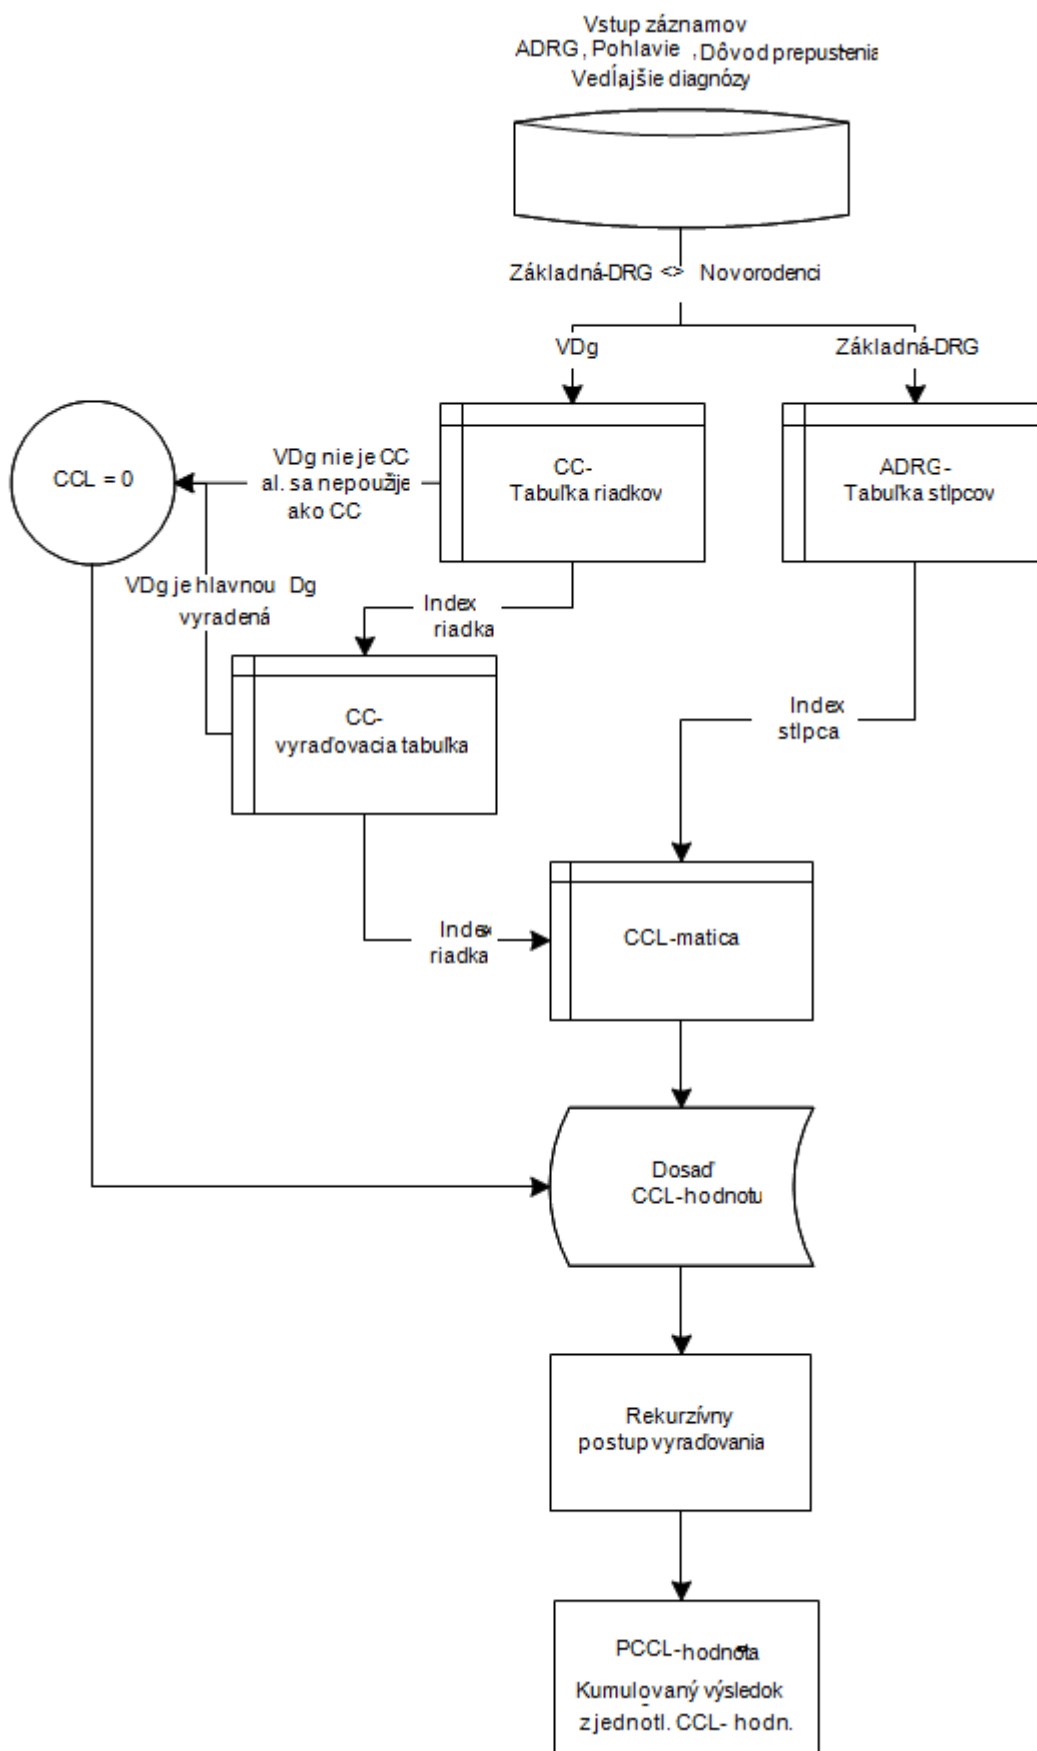 Vstup záznamov
ADRG, Pohlavie , Dôvod prepustenia
Vedĺajšie diagnózy
Základná-DRG <> Novorodenci
VDg
Základná-DRG
CCL = 0
VDg nie je CC
al. sa nepoužije
ako CC
CC-
Tabuľka riadkov
ADRG-
Tabuľka stlpcov
VDg je hlavnou Dg
vyradená
Index
riadka
CC-
vyraďovacia tabuľka
Index
stlpca
Index
riadka
CCL-matica
Dosaď
CCL-hodnotu
Rekurzívny
postup vyraďovania
PCCL-hodnota
Kumulovaný výsledok
z jednotl. CCL- hodn.